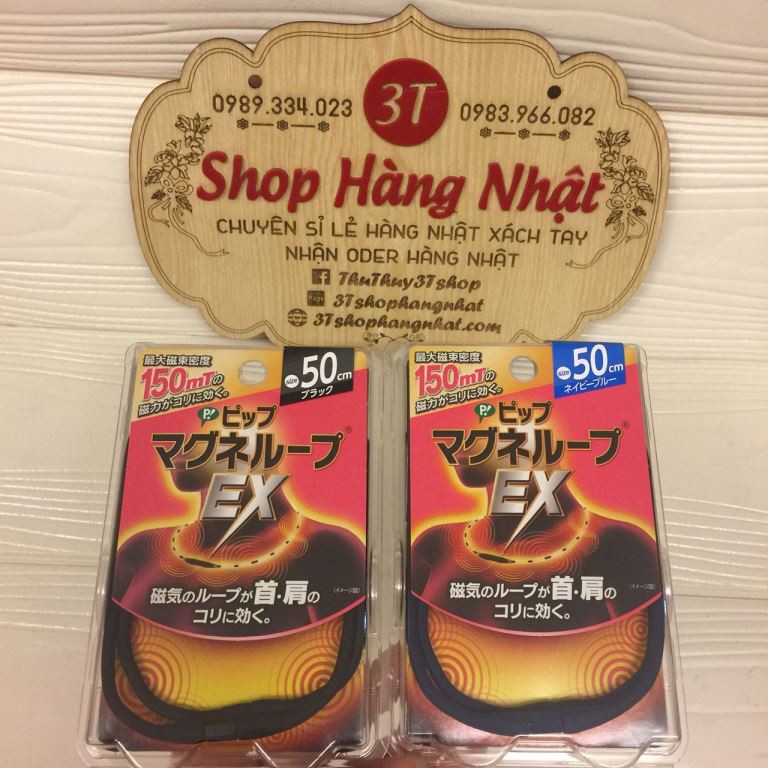 3T
0989.334.023
0983.966.082
Shop Hàng Nhật
CHUYÊN SỈ LẺ HÀNG NHẬT XÁCH TAY
NHẬN ODER HÀNG NHẬT
ThuThuy3Tshop
Page 3Tshophangnhat
3Tshophangnhat.com
最大磁束密度
150mTの
磁力がコリに効く。
size 50cm
ブラック
P! ピップ
マグネループ®
EX
磁気のループが首・肩の
コリに効く。
(イメージ図)
最大磁束密度
150mTの
磁力がコリに効く。
size 50cm
ネイビーブルー
P! ピップ
マグネループ®
EX
磁気のループが首・肩の
コリに効く。
(イメージ図)